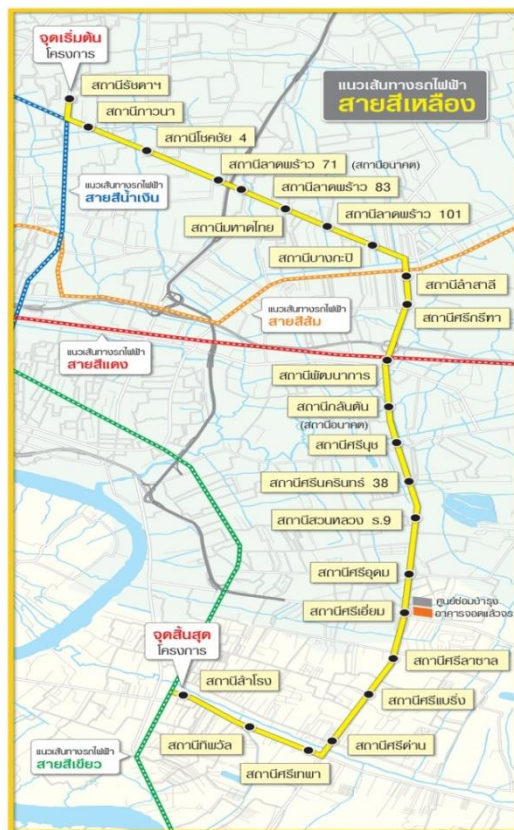 จุดเริ่มต้น
โครงการ
สถานีรัชดาฯ
แนวเส้นทางรถไฟฟ้า
สายสีเหลือง
สถานีภาวนา
สถานีโชคชัย 4
สถานีลาดพร้าว 71 (สถานีอนาคต)
สถานีลาดพร้าว 83
แนวเส้นทางรถไฟฟ้า
สายสีน้ำเงิน
สถานีมหาดไทย
สถานีลาดพร้าว 101
สถานีบางกะปิ
สถานีลำสาลี
แนวเส้นทางรถไฟฟ้า
สายสีส้ม
สถานีศรีกรีฑา
แนวเส้นทางรถไฟฟ้า
สายสีแดง
สถานีพัฒนาการ
สถานีกลันตัน
(สถานีอนาคต)
สถานีศรีนุช
สถานีศรีนครินทร์ 38
สถานีสวนหลวง ร.9
สถานีศรีอุดม
ศูนย์ซ่อมบำรุง
สถานีศรีเอี่ยม
อาคารจอดแล้วจร
จุดสิ้นสุด
โครงการ
สถานีศรีลาซาล
สถานีสำโรง
สถานีศรีแบริ่ง
สถานีทิพวัล
สถานีศรีด่าน
แนวเส้นทางรถไฟฟ้า
สายสีเขียว
สถานีศรีเทพา